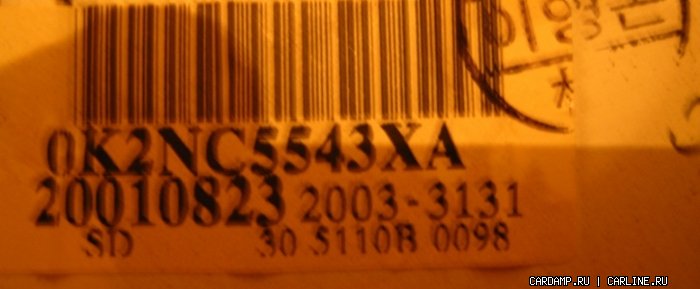 0K2NC5543XA
20010823 2003-3131
SD 30 5110B 0098
CARDAMP.RU | CARLINE.RU